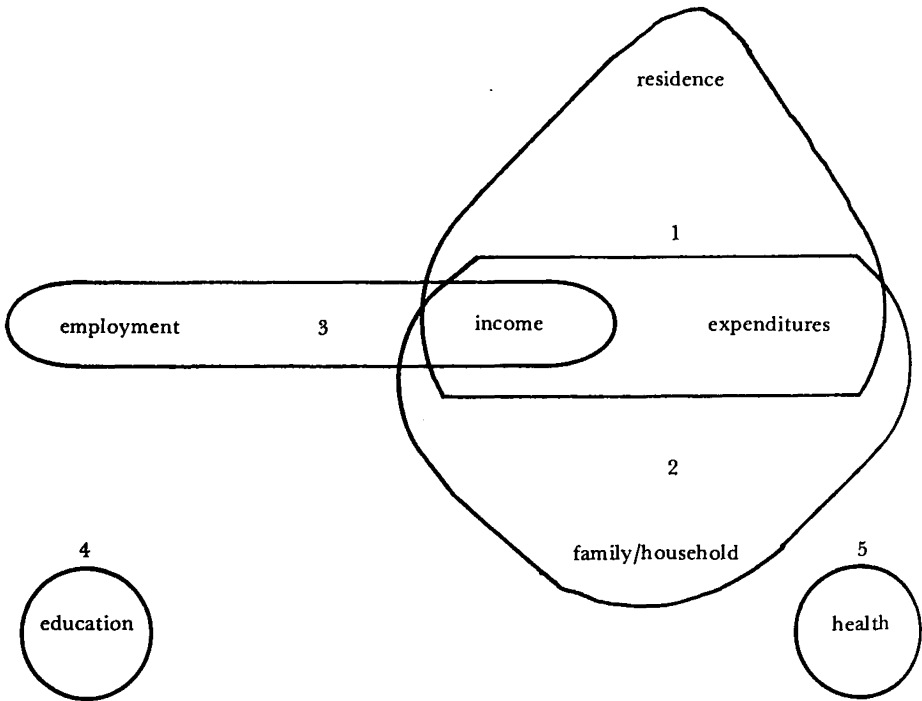 residence
1
employment 3 income expenditures
2
family/household
4 5
education health